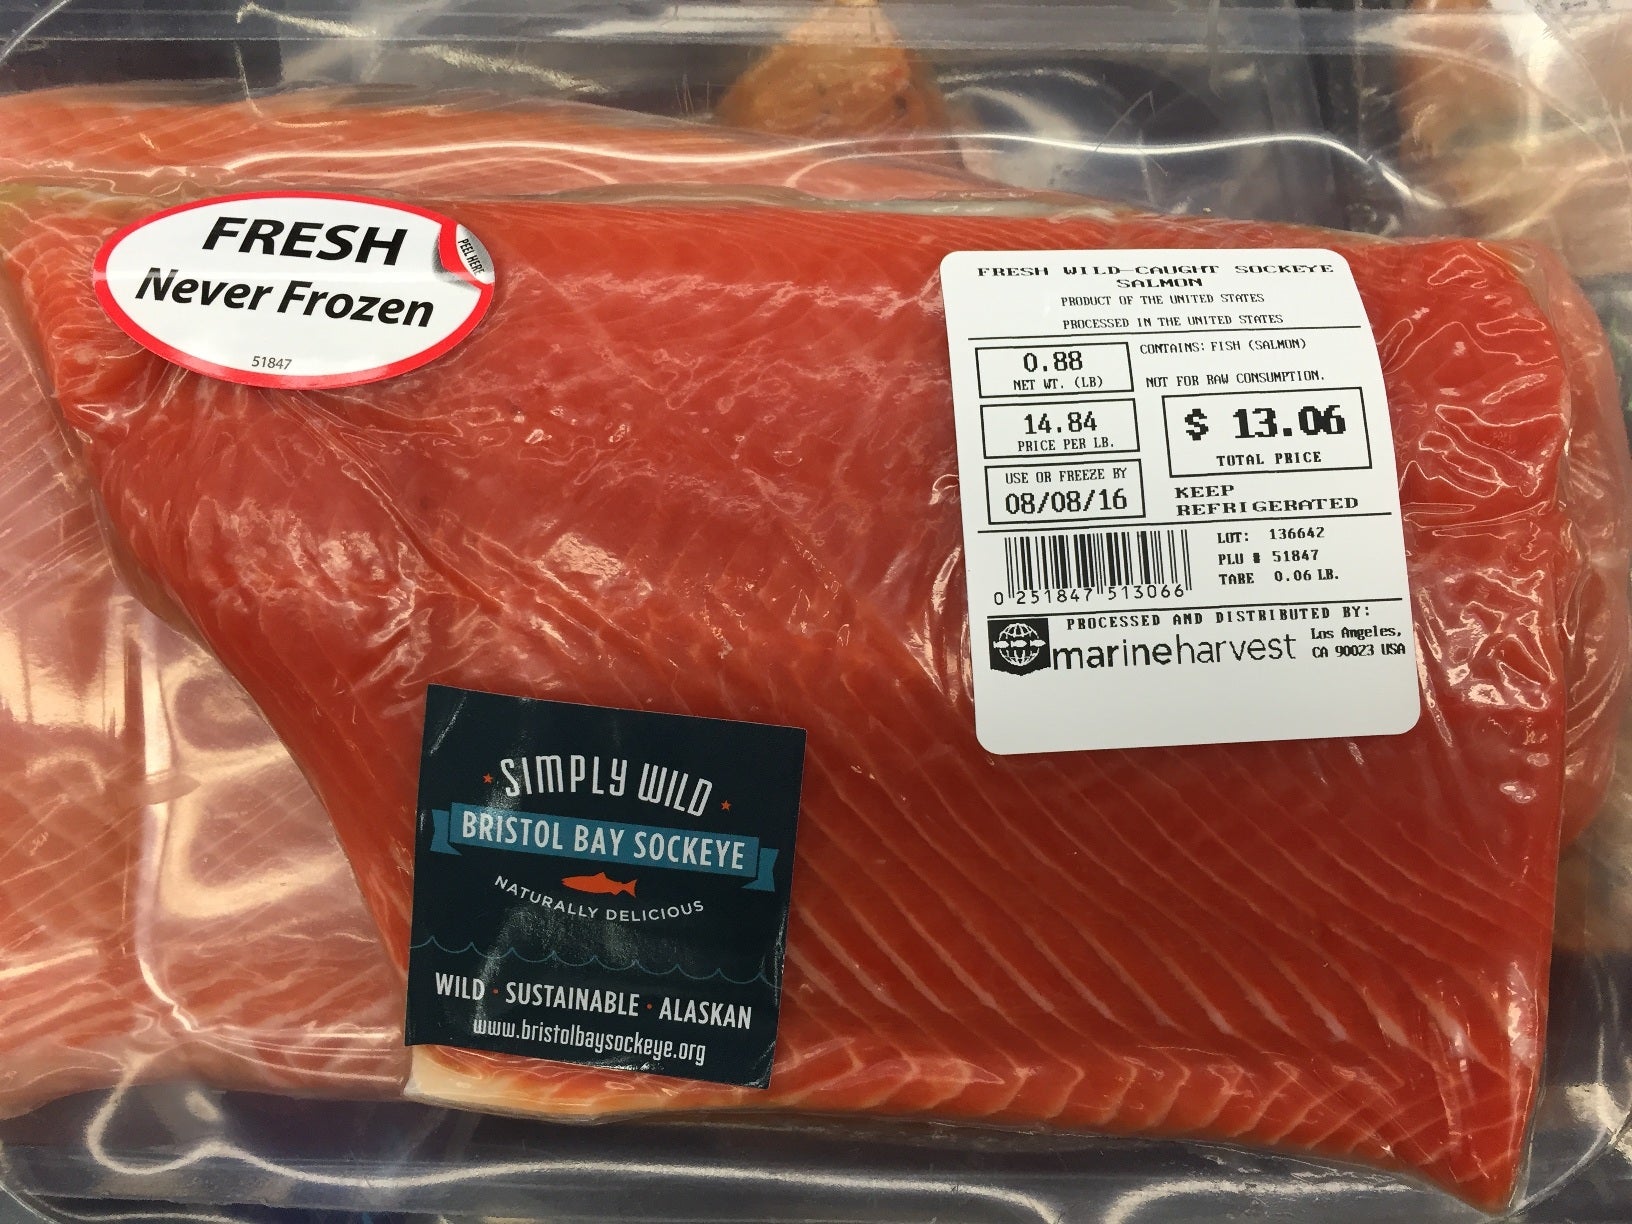 FRESH
Never Frozen
PEEL HERE
51847
FRESH WILD-CAUGHT SOCKEYE
SALMON
PRODUCT OF THE UNITED STATES
PROCESSED IN THE UNITED STATES
0.88
NET WT. (LB)
CONTAINS: FISH (SALMON)
NOT FOR RAW CONSUMPTION.
14.84
PRICE PER LB.
$ 13.06
TOTAL PRICE
USE OR FREEZE BY
08/08/16
KEEP
REFRIGERATED
0 251847 513066
LOT: 136642
PLU # 51847
TARE 0.06 LB.
PROCESSED AND DISTRIBUTED BY:
marineharvest
Los Angeles,
CA 90023 USA
SIMPLY WILD
BRISTOL BAY SOCKEYE
NATURALLY DELICIOUS
WILD · SUSTAINABLE · ALASKAN
www.bristolbaysockeye.org